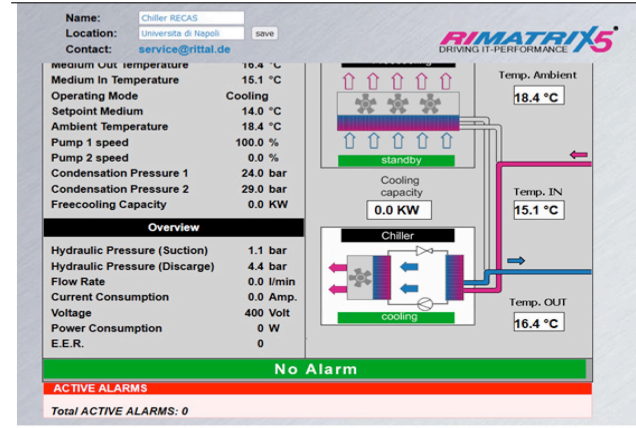 Name: Chiller RECAS
Location: Universita di Napoli save
Contact: service@rittal.de
RIMATRIX5
DRIVING IT-PERFORMANCE
Medium Out Temperature 16.4 °C
Medium In Temperature 15.1 °C
Operating Mode Cooling
Setpoint Medium 14.0 °C
Ambient Temperature 18.4 °C
Pump 1 speed 100.0 %
Pump 2 speed 0.0 %
Condensation Pressure 1 24.0 bar
Condensation Pressure 2 29.0 bar
Freecooling Capacity 0.0 KW
Overview
Hydraulic Pressure (Suction) 1.1 bar
Hydraulic Pressure (Discarge) 4.4 bar
Flow Rate 0.0 l/min
Current Consumption 0.0 Amp.
Voltage 400 Volt
Power Consumption 0 W
E.E.R. 0
standby
Cooling
capacity
0.0 KW
Chiller
cooling
Temp. Ambient
18.4 °C
Temp. IN
15.1 °C
Temp. OUT
16.4 °C
No Alarm
ACTIVE ALARMS
Total ACTIVE ALARMS: 0